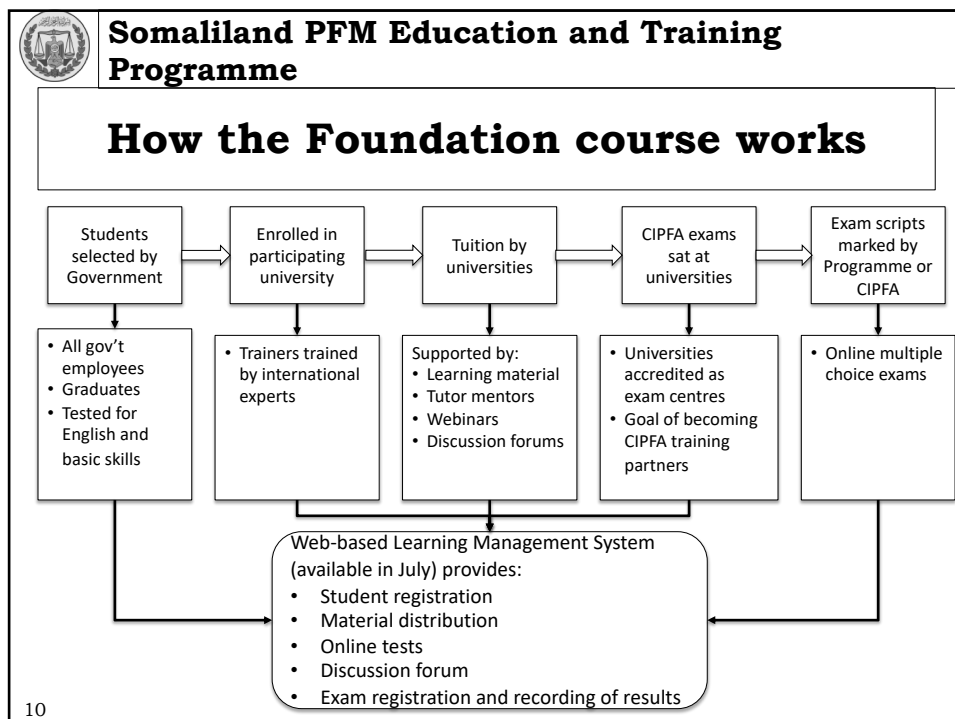 Somaliland PFM Education and Training
Programme
How the Foundation course works
Students
selected by
Government
Enrolled in
participating
university
Tuition by
universities
CIPFA exams
sat at
universities
Exam scripts
marked by
Programme or
CIPFA
• All gov’t
employees
• Graduates
• Tested for
English and
basic skills
• Trainers trained
by international
experts
Supported by:
• Learning material
• Tutor mentors
• Webinars
• Discussion forums
• Universities
accredited as
exam centres
• Goal of becoming
CIPFA training
partners
• Online multiple
choice exams
Web-based Learning Management System
(available in July) provides:
• Student registration
• Material distribution
• Online tests
• Discussion forum
• Exam registration and recording of results
10